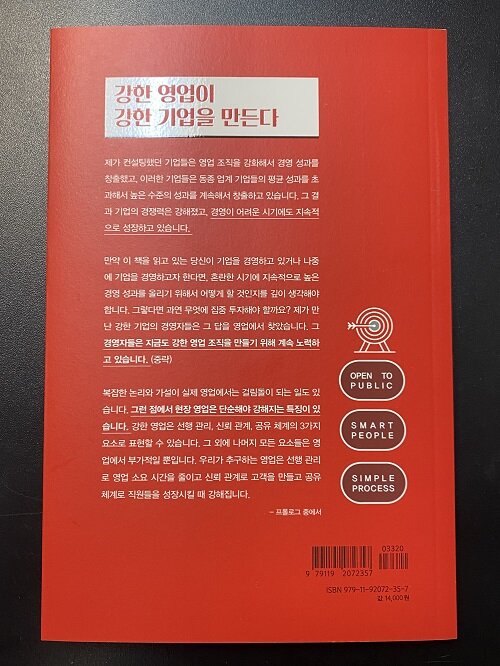 강한 영업이
강한 기업을 만든다
제가 컨설팅했던 기업들은 영업 조직을 강화해서 경영 성과를
창출했고, 이러한 기업들은 동종 업계 기업들의 평균 성과를 초
과해서 높은 수준의 성과를 계속해서 창출하고 있습니다. 그 결
과 기업의 경쟁력은 강해졌고, 경영이 어려운 시기에도 지속적
으로 성장하고 있습니다.
만약 이 책을 읽고 있는 당신이 기업을 경영하고 있거나 나중
에 기업을 경영하고자 한다면, 혼란한 시기에 지속적으로 높은
경영 성과를 올리기 위해서 어떻게 할 것인지를 깊이 생각해야
합니다. 그렇다면 과연 무엇에 집중 투자해야 할까요? 제가 만
난 강한 기업의 경영자들은 그 답을 영업에서 찾았습니다. 그
경영자들은 지금도 강한 영업 조직을 만들기 위해 계속 노력하
고 있습니다. (중략)
복잡한 논리와 가설이 실제 영업에서는 걸림돌이 되는 일도 있
습니다. 그런 점에서 현장 영업은 단순해야 강해지는 특징이 있
습니다. 강한 영업은 선행 관리, 신뢰 관계, 공유 체계의 3가지
요소로 표현할 수 있습니다. 그 외에 나머지 모든 요소들은 영
업에서 부가적일 뿐입니다. 우리가 추구하는 영업은 선행 관리
로 영업 소요 시간을 줄이고 신뢰 관계로 고객을 만들고 공유
체계로 직원들을 성장시킬 때 강해집니다.
– 프롤로그 중에서
OPEN TO
PUBLIC
SMART
PEOPLE
SIMPLE
PROCESS
03320
9 791192 072357
ISBN 979-11-92072-35-7
값 14,000원